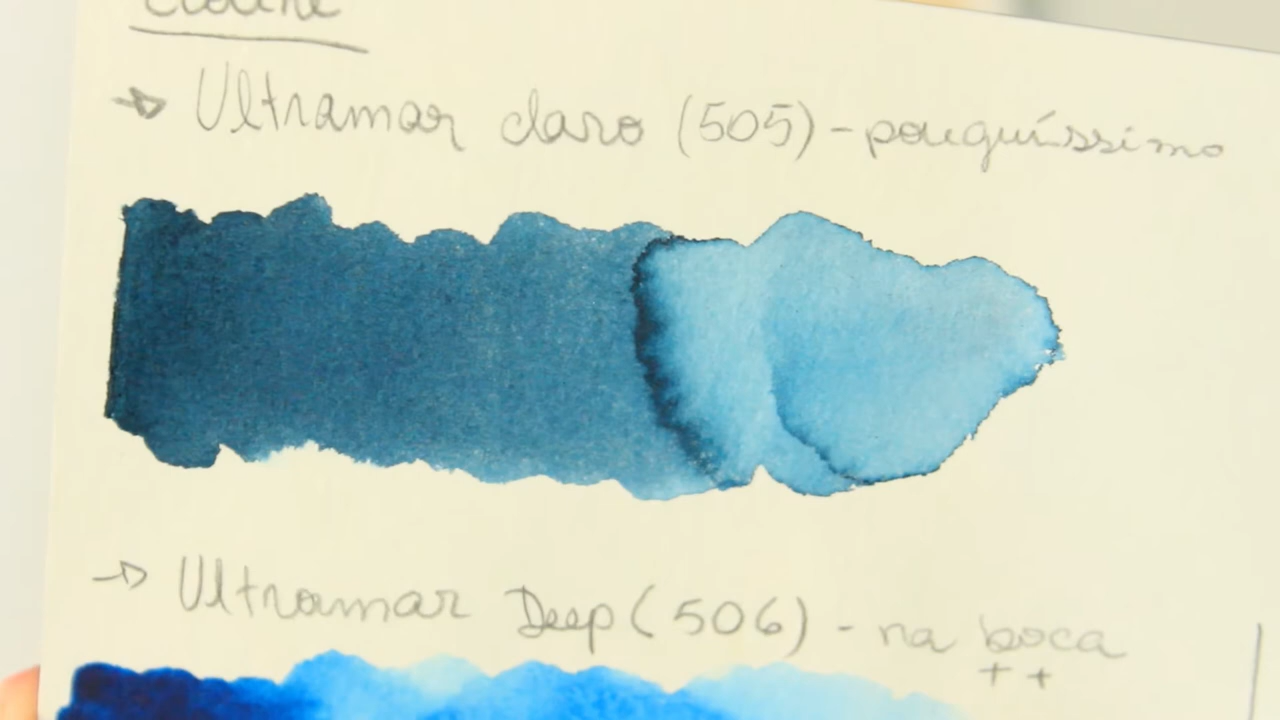 → Ultramar claro (505) - pouquíssimo
→ Ultramar Deep (506) - na boca
++